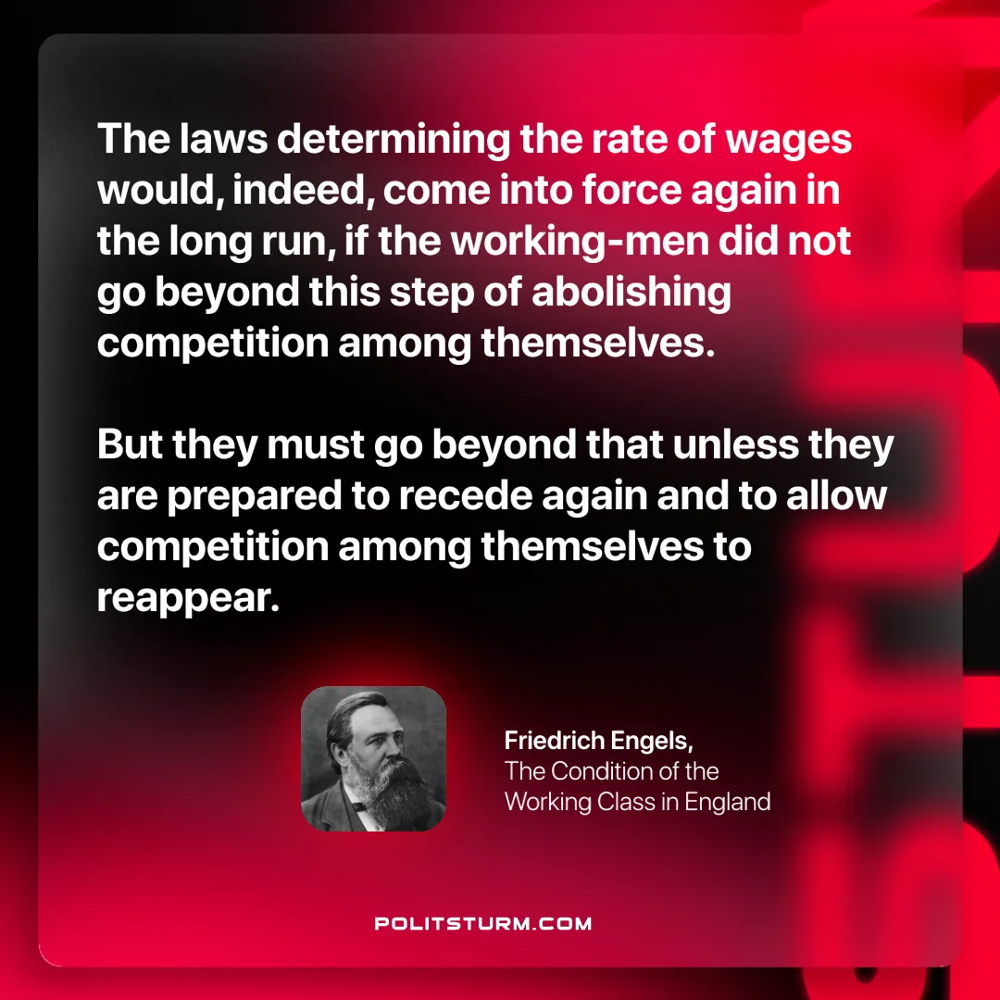 The laws determining the rate of wages
would, indeed, come into force again in
the long run, if the working-men did not
go beyond this step of abolishing
competition among themselves.
But they must go beyond that unless they
are prepared to recede again and to allow
competition among themselves to
reappear.
Friedrich Engels,
The Condition of the
Working Class in England
POLITSTURM.COM